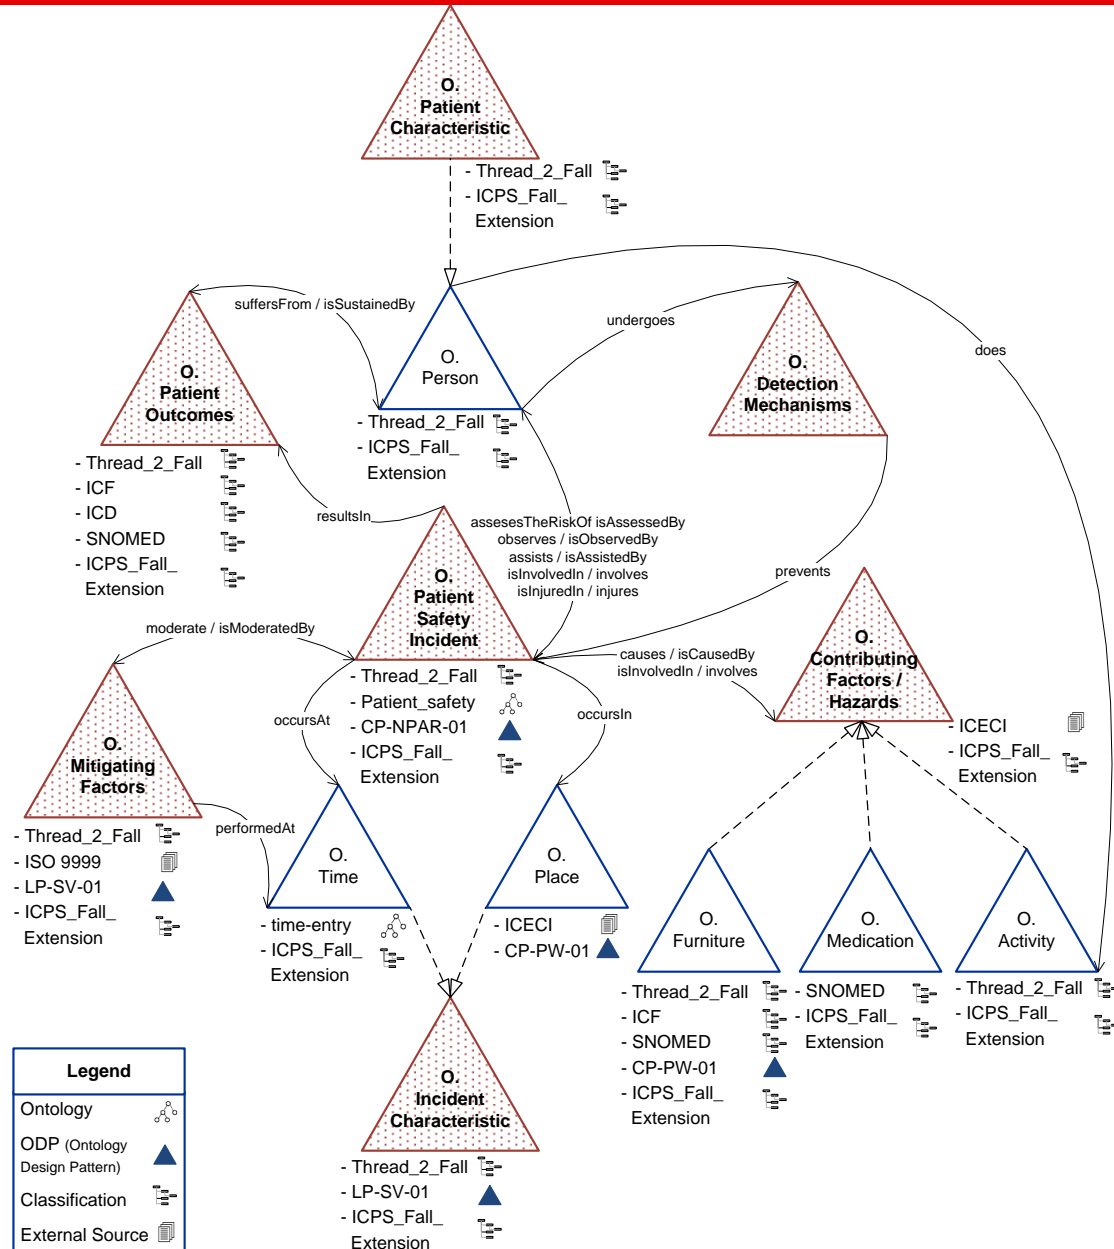 O.
Patient
Characteristic
- Thread_2_Fall
- ICPS_Fall_
Extension
suffersFrom / isSustainedBy
undergoes
does
O.
Person
O.
Patient
Outcomes
O.
Detection
Mechanisms
- Thread_2_Fall
- ICPS_Fall_
Extension
- Thread_2_Fall
- ICF
- ICD
- SNOMED
- ICPS_Fall_
Extension
resultsIn
assesesTheRiskOf isAssessedBy
observes / isObservedBy
assists / isAssistedBy
isInvolvedIn / involves
isInjuredIn / injures
prevents
O.
Patient
Safety
Incident
moderate / isModeratedBy
causes / isCausedBy
isInvolvedIn / involves
O.
Contributing
Factors /
Hazards
- Thread_2_Fall
- Patient_safety
- CP-NPAR-01
- ICPS_Fall_
Extension
occursAt
occursIn
- ICECI
- ICPS_Fall_
Extension
O.
Mitigating
Factors
performedAt
- Thread_2_Fall
- ISO 9999
- LP-SV-01
- ICPS_Fall_
Extension
O.
Time
O.
Place
- time-entry
- ICPS_Fall_
Extension
- ICECI
- CP-PW-01
O.
Furniture
O.
Medication
O.
Activity
- Thread_2_Fall
- ICF
- SNOMED
- CP-PW-01
- ICPS_Fall_
Extension
- SNOMED
- ICPS_Fall_
Extension
- Thread_2_Fall
- ICPS_Fall_
Extension
O.
Incident
Characteristic
- Thread_2_Fall
- LP-SV-01
- ICPS_Fall_
Extension
Legend
Ontology
ODP (Ontology
Design Pattern)
Classification
External Source